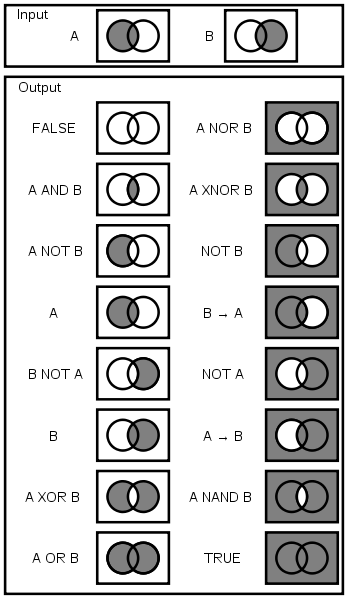 Input
A
B
Output
FALSE
A NOR B
A AND B
A XNOR B
A NOT B
NOT B
A
B → A
B NOT A
NOT A
B
A → B
A XOR B
A NAND B
A OR B
TRUE